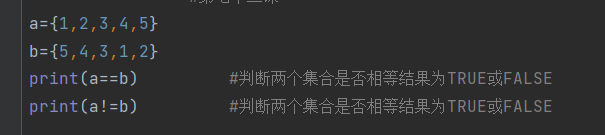 a={1,2,3,4,5}
b={5,4,3,1,2}
print(a==b) #判断两个集合是否相等结果为TRUE或FALSE
print(a!=b) #判断两个集合是否相等结果为TRUE或FALSE